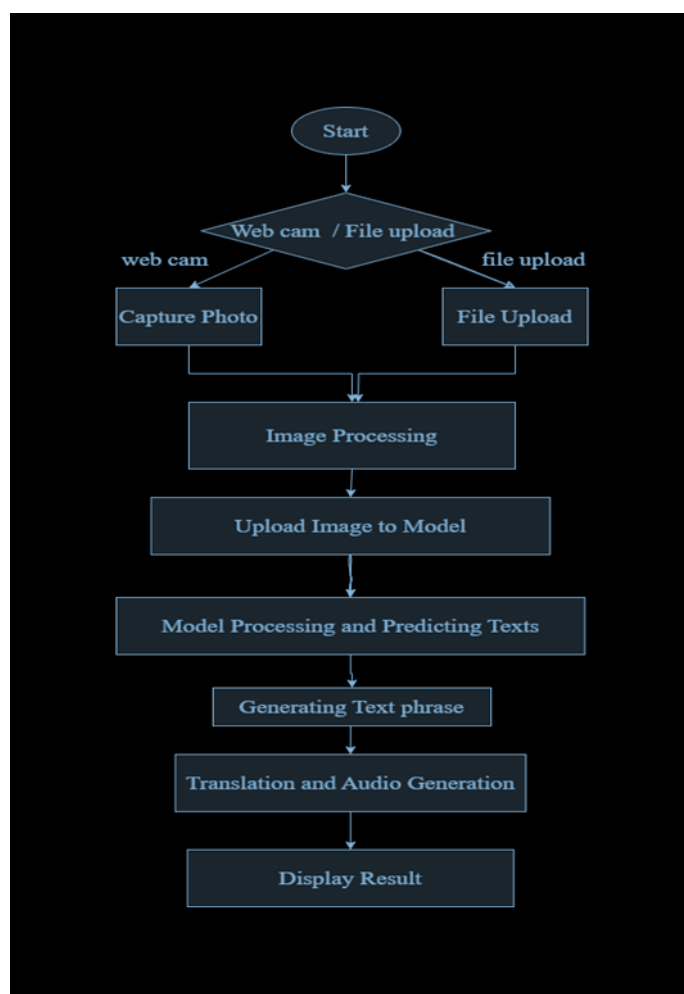 Start
Web cam / File upload
web cam
file upload
Capture Photo
File Upload
Image Processing
Upload Image to Model
Model Processing and Predicting Texts
Generating Text phrase
Translation and Audio Generation
Display Result